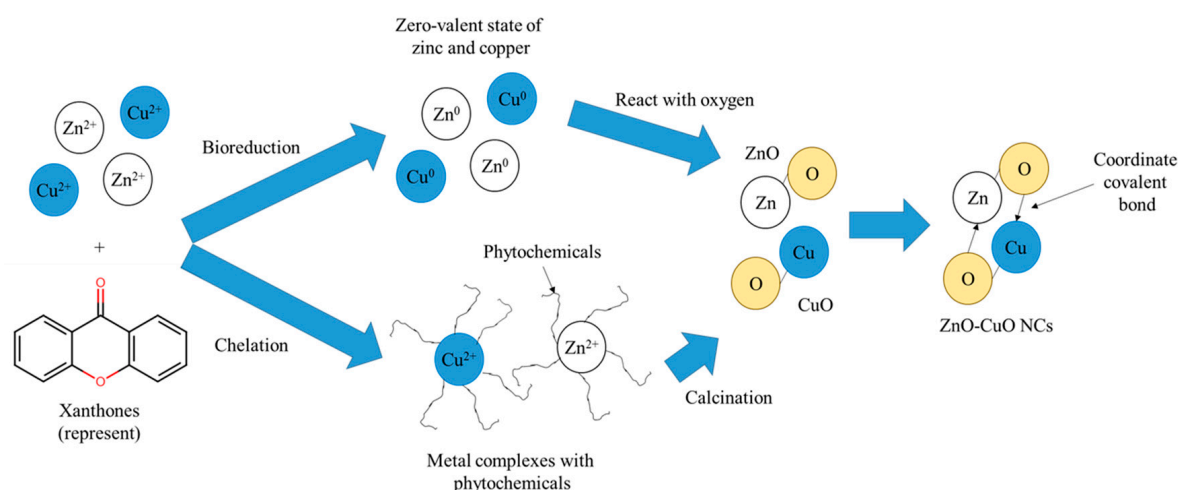 Zero-valent state of
zinc and copper
Cu²⁺
Zn²⁺
Zn²⁺
Cu²⁺
+
O
O
Xanthones
(represent)
Bioreduction
Chelation
Cu⁰
Zn⁰
Zn⁰
Cu⁰
React with oxygen
Phytochemicals
Cu²⁺
Zn²⁺
Metal complexes with
phytochemicals
Calcination
ZnO
O
Zn
Cu
O
CuO
O
Zn
Cu
O
Coordinate
covalent
bond
ZnO-CuO NCs